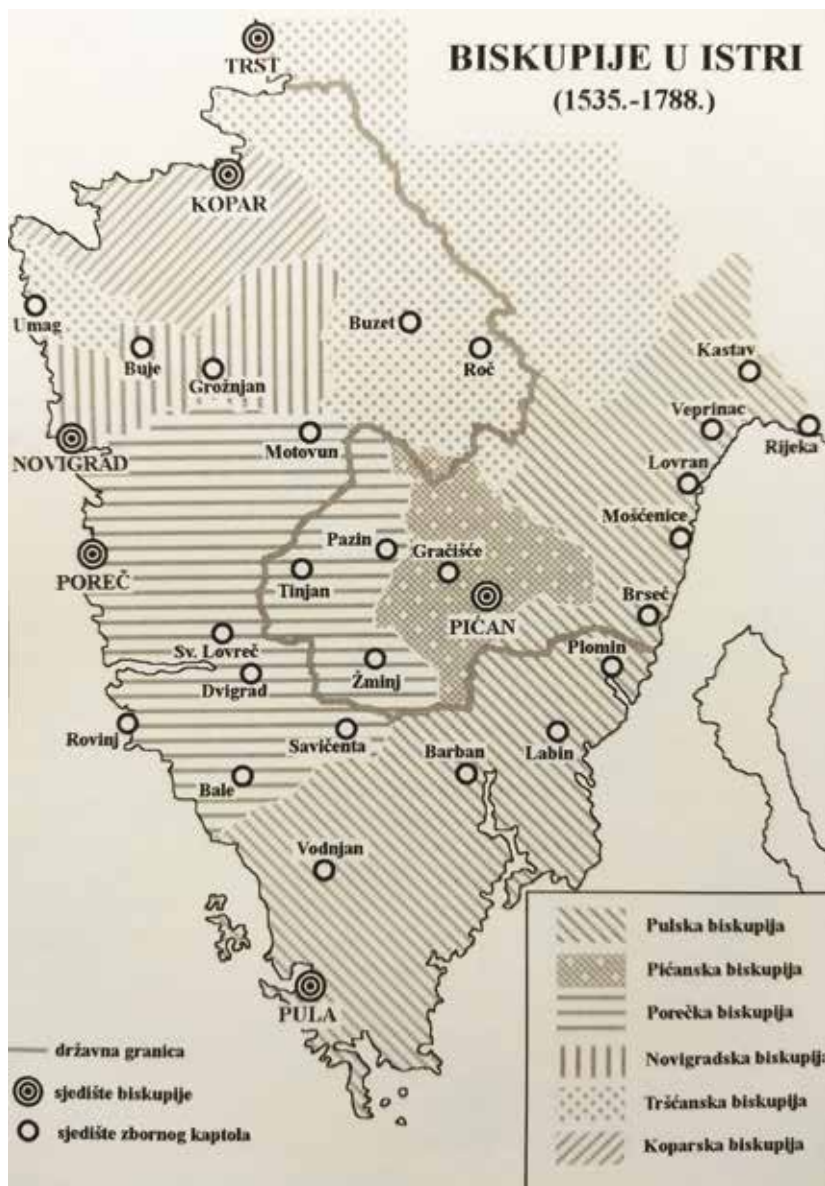 BISKUPIJE U ISTRI
(1535.-1788.)
TRST
KOPAR
Umag
Buje
Grožnjan
Buzet
Roč
Kastav
Veprinac
Rijeka
NOVIGRAD
Motovun
Lovran
Mošćenice
POREČ
Pazin
Gračišće
Tinjan
PIĆAN
Brseč
Sv. Lovreč
Dvigrad
Žminj
Plomin
Rovinj
Savičenta
Barban
Labin
Bale
Vodnjan
PULA
Pulska biskupija
Pićanska biskupija
Porečka biskupija
Novigradska biskupija
Tršćanska biskupija
Koparska biskupija
državna granica
sjedište biskupije
sjedište zbornog kaptola